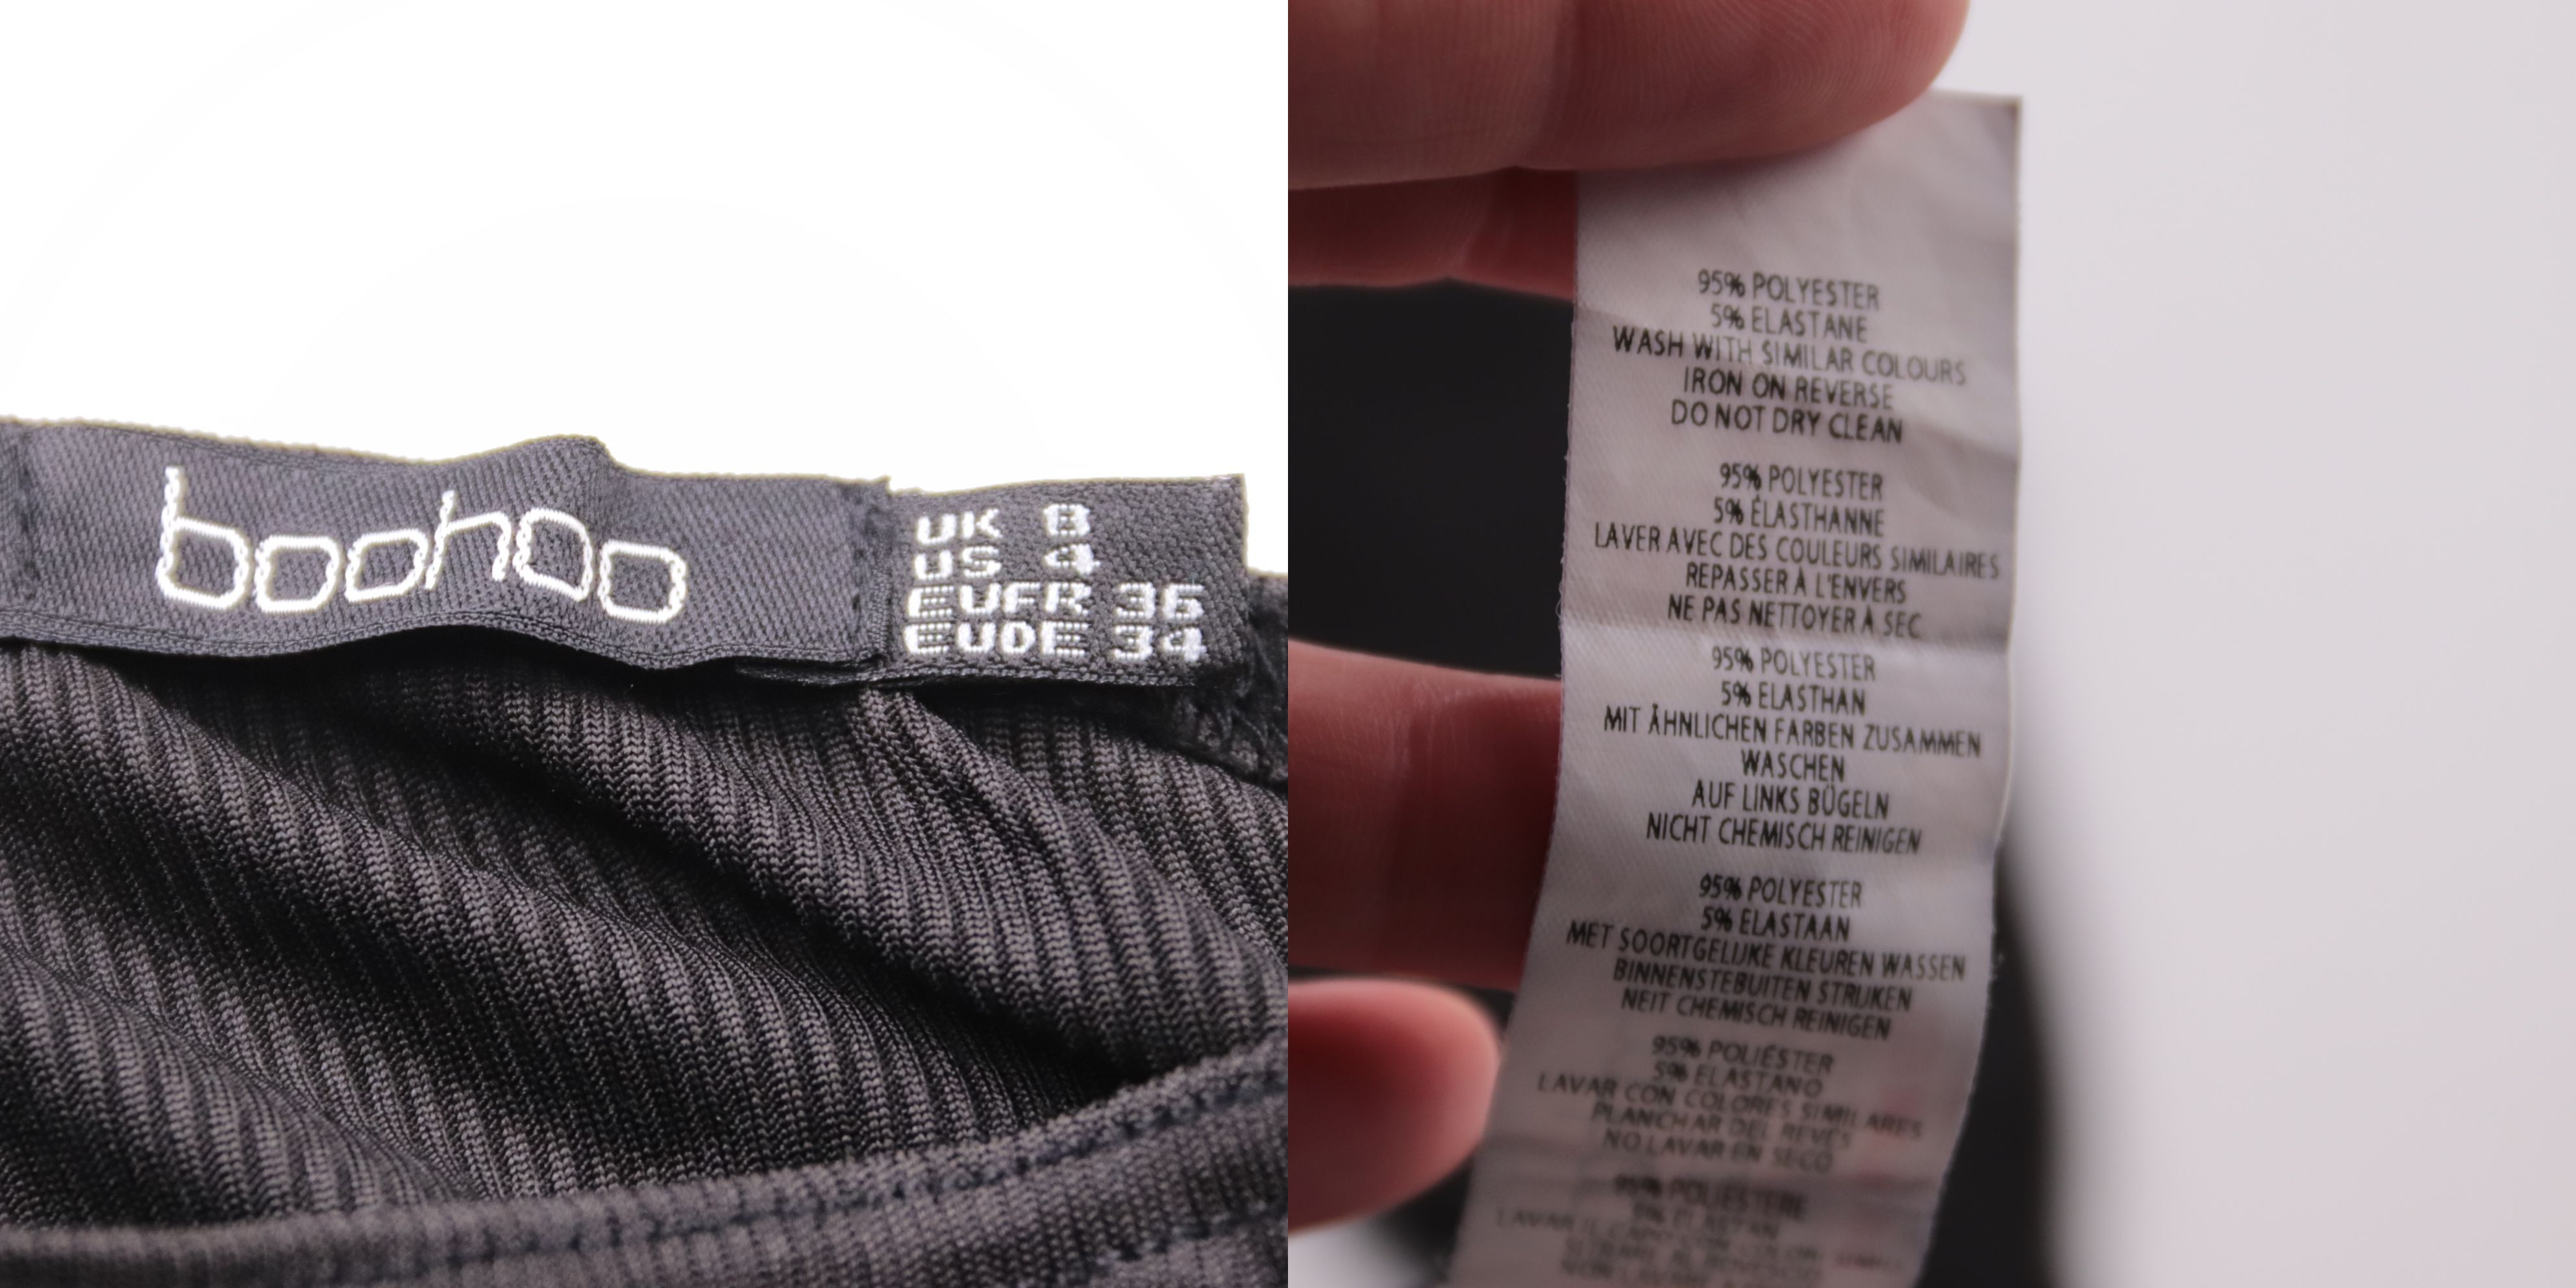 boohoo
UK 8
US 4
EUFR 36
EUDE 34
95% POLYESTER
5% ELASTANE
WASH WITH SIMILAR COLOURS
IRON ON REVERSE
DO NOT DRY CLEAN
95% POLYESTER
5% ÉLASTHANNE
LAVER AVEC DES COULEURS SIMILAIRES
REPASSER À L'ENVERS
NE PAS NETTOYER À SEC
95% POLYESTER
5% ELASTHAN
MIT ÄHNLICHEN FARBEN ZUSAMMEN
WASCHEN
AUF LINKS BÜGELN
NICHT CHEMISCH REINIGEN
95% POLYESTER
5% ELASTAAN
MET SOORTGELIJKE KLEUREN WASSEN
BINNENSTEBUITEN STRIJKEN
NEIT CHEMISCH REINIGEN
95% POLIÉSTER
5% ELASTANO
LAVAR CON COLORES SIMILARES
PLANCHAR DEL REVÉS
NO LAVAR EN SECO
95% POLIESTERE
5% ELASTAN